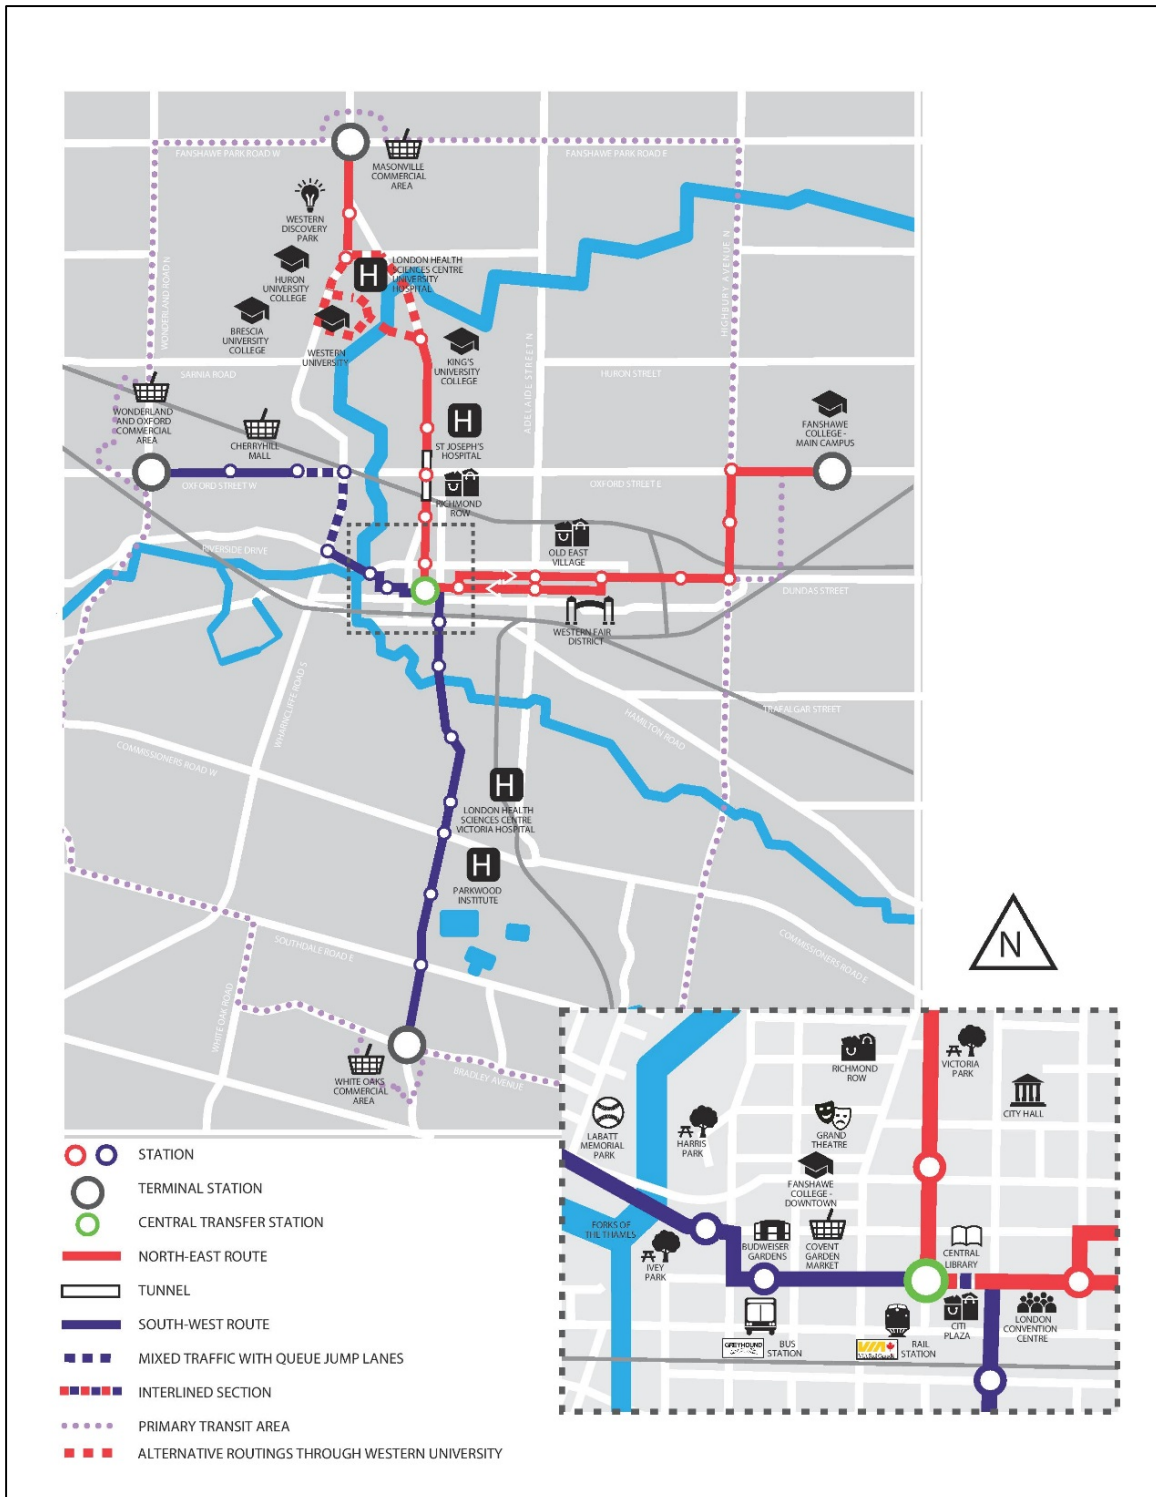 FANSHAWE PARK ROAD W
MASONVILLE
COMMERCIAL
AREA
FANSHAWE PARK ROAD E
WESTERN
DISCOVERY
PARK
WONDERLAND ROAD N
HIGHBURY AVENUE N
HURON
UNIVERSITY
COLLEGE
H
LONDON HEALTH
SCIENCES CENTRE
UNIVERSITY
HOSPITAL
BRESCIA
UNIVERSITY
COLLEGE
WESTERN
UNIVERSITY
KING'S
UNIVERSITY
COLLEGE
ADELAIDE STREET N
SARNIA ROAD
HURON STREET
WONDERLAND
AND OXFORD
COMMERCIAL
AREA
CHERRYHILL
MALL
H
ST JOSEPH'S
HOSPITAL
FANSHAWE
COLLEGE -
MAIN CAMPUS
OXFORD STREET W
OXFORD STREET E
RICHMOND
ROW
RIVERSIDE DRIVE
OLD EAST
VILLAGE
DUNDAS STREET
WESTERN FAIR
DISTRICT
WHARNCLIFFE ROAD S
HAMILTON ROAD
TRAFALGAR STREET
COMMISSIONERS ROAD W
H
LONDON HEALTH
SCIENCES CENTRE
VICTORIA HOSPITAL
H
PARKWOOD
INSTITUTE
SOUTHDALE ROAD E
COMMISSIONERS ROAD E
WHITE OAK ROAD
WHITE OAKS
COMMERCIAL
AREA
BRADLEY AVENUE
N
RICHMOND
ROW
VICTORIA
PARK
CITY HALL
LABATT
MEMORIAL
PARK
HARRIS
PARK
GRAND
THEATRE
FANSHAWE
COLLEGE -
DOWNTOWN
FORKS OF
THE THAMES
IVEY
PARK
BUDWEISER
GARDENS
COVENT
GARDEN
MARKET
CENTRAL
LIBRARY
CITI
PLAZA
LONDON
CONVENTION
CENTRE
GREYHOUND
BUS
STATION
VIA
RAIL
STATION
STATION
TERMINAL STATION
CENTRAL TRANSFER STATION
NORTH-EAST ROUTE
TUNNEL
SOUTH-WEST ROUTE
MIXED TRAFFIC WITH QUEUE JUMP LANES
INTERLINED SECTION
PRIMARY TRANSIT AREA
ALTERNATIVE ROUTINGS THROUGH WESTERN UNIVERSITY